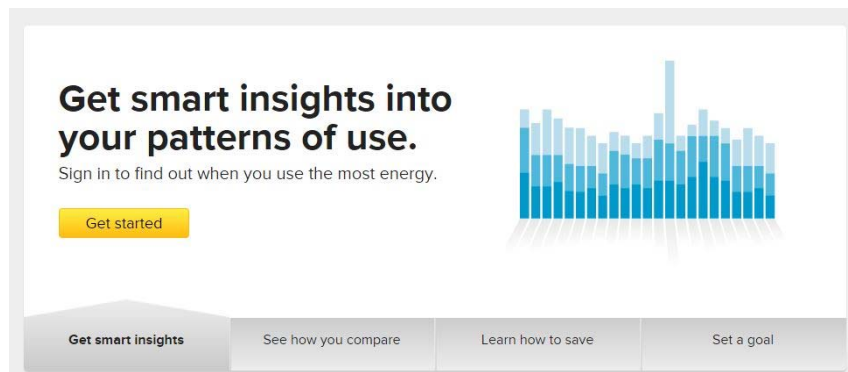 Get smart insights into
your patterns of use.
Sign in to find out when you use the most energy.
Get started
Get smart insights
See how you compare
Learn how to save
Set a goal